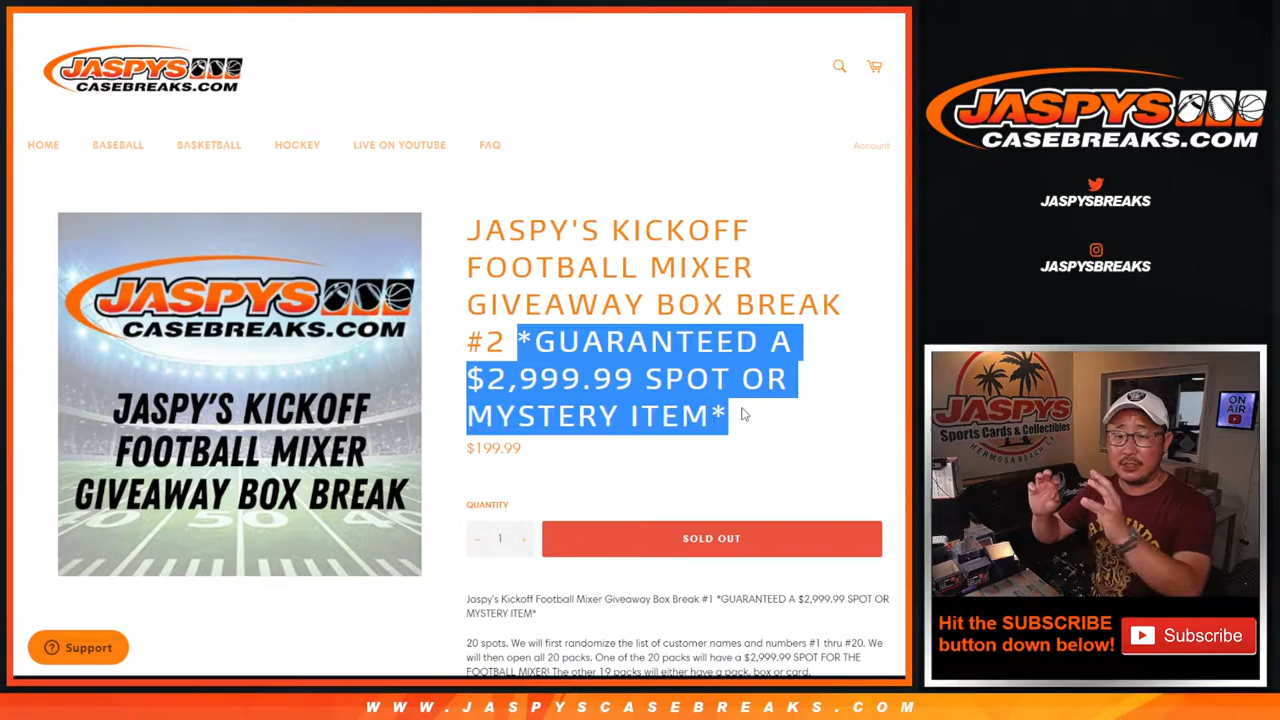 JASPYS
CASEBREAKS.COM
HOME BASEBALL BASKETBALL HOCKEY LIVE ON YOUTUBE FAQ Account
JASPYS
CASEBREAKS.COM
JASPY'S KICKOFF
FOOTBALL MIXER
GIVEAWAY BOX BREAK
50
JASPY'S KICKOFF
FOOTBALL MIXER
GIVEAWAY BOX BREAK
#2 *GUARANTEED A
$2,999.99 SPOT OR
MYSTERY ITEM*
$199.99
QUANTITY
- 1 +
SOLD OUT
Jaspy's Kickoff Football Mixer Giveaway Box Break #1 *GUARANTEED A $2,999.99 SPOT OR
MYSTERY ITEM*
20 spots. We will first randomize the list of customer names and numbers #1 thru #20. We
will then open all 20 packs. One of the 20 packs will have a $2,999.99 SPOT FOR THE
FOOTBALL MIXER! The other 19 packs will either have a pack, box or card.
Support
JASPYS
CASEBREAKS.COM
JASPYSBREAKS
JASPYSBREAKS
JASPYS
Sports Cards & Collectibles
HERMOSA BEACH, CA
ON
AIR
Hit the SUBSCRIBE
button down below!
Subscribe
WWW.JASPYSCASEBREAKS.COM